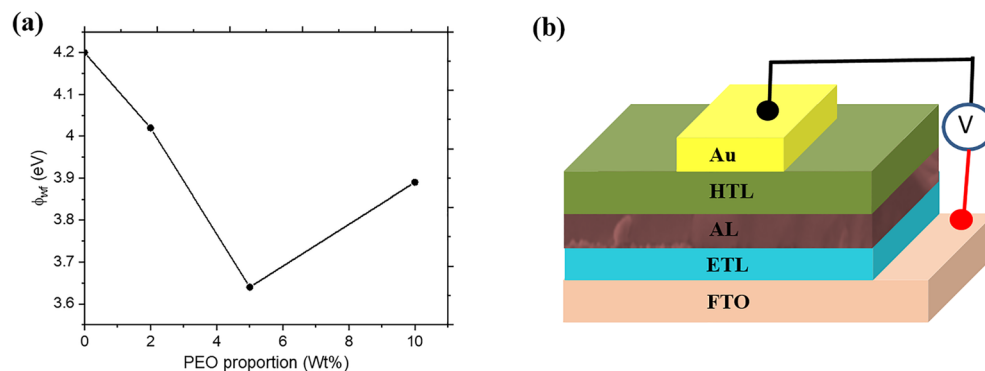 (a)
4.2
4.1
4
3.9
3.8
3.7
3.6
ϕwf (eV)
0 2 4 6 8 10
PEO proportion (Wt%)
(b)
V
Au
HTL
AL
ETL
FTO